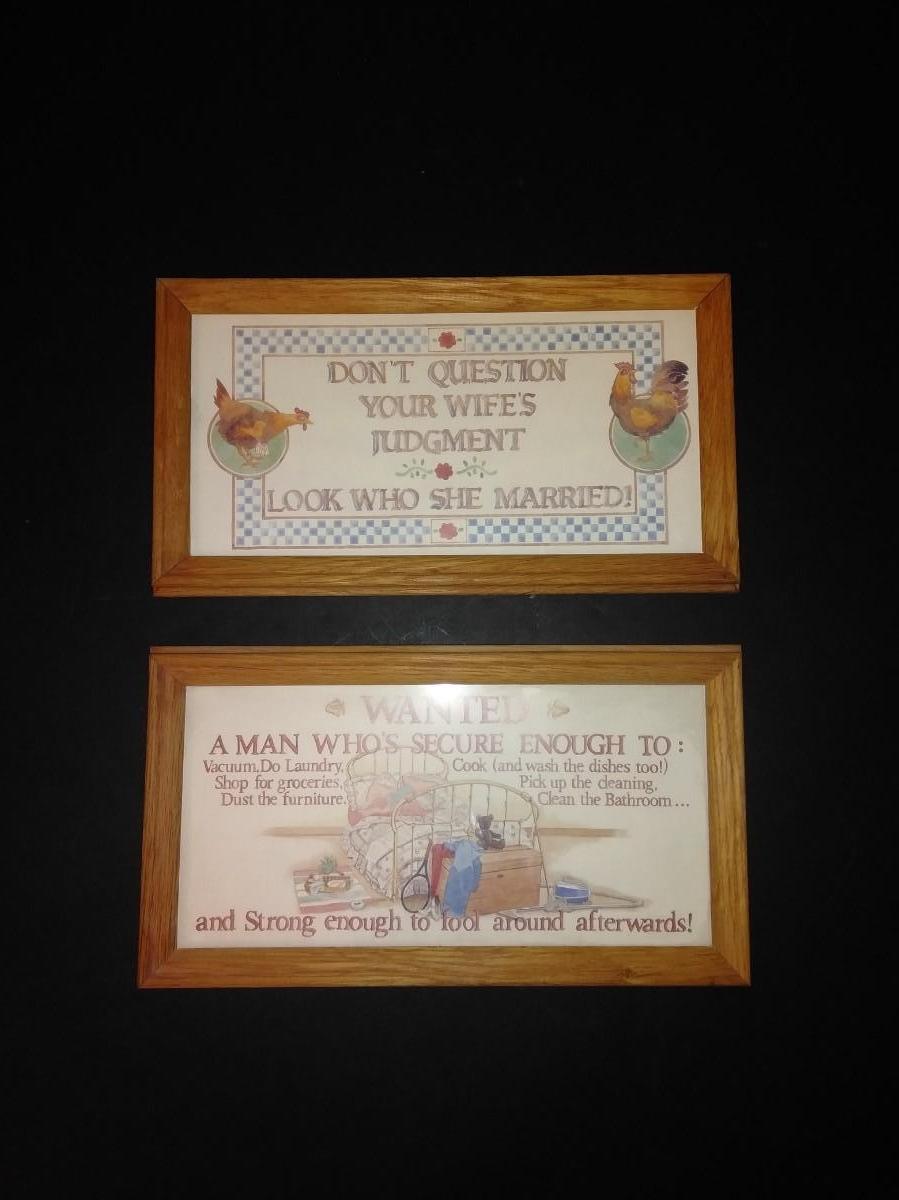 DON'T QUESTION
YOUR WIFE'S
JUDGMENT
LOOK WHO SHE MARRIED!
WANTED
A MAN WHO'S SECURE ENOUGH TO:
Vacuum, Do Laundry, Cook (and wash the dishes too!)
Shop for groceries, Pick up the cleaning,
Dust the furniture, Clean the Bathroom...
and Strong enough to fool around afterwards!